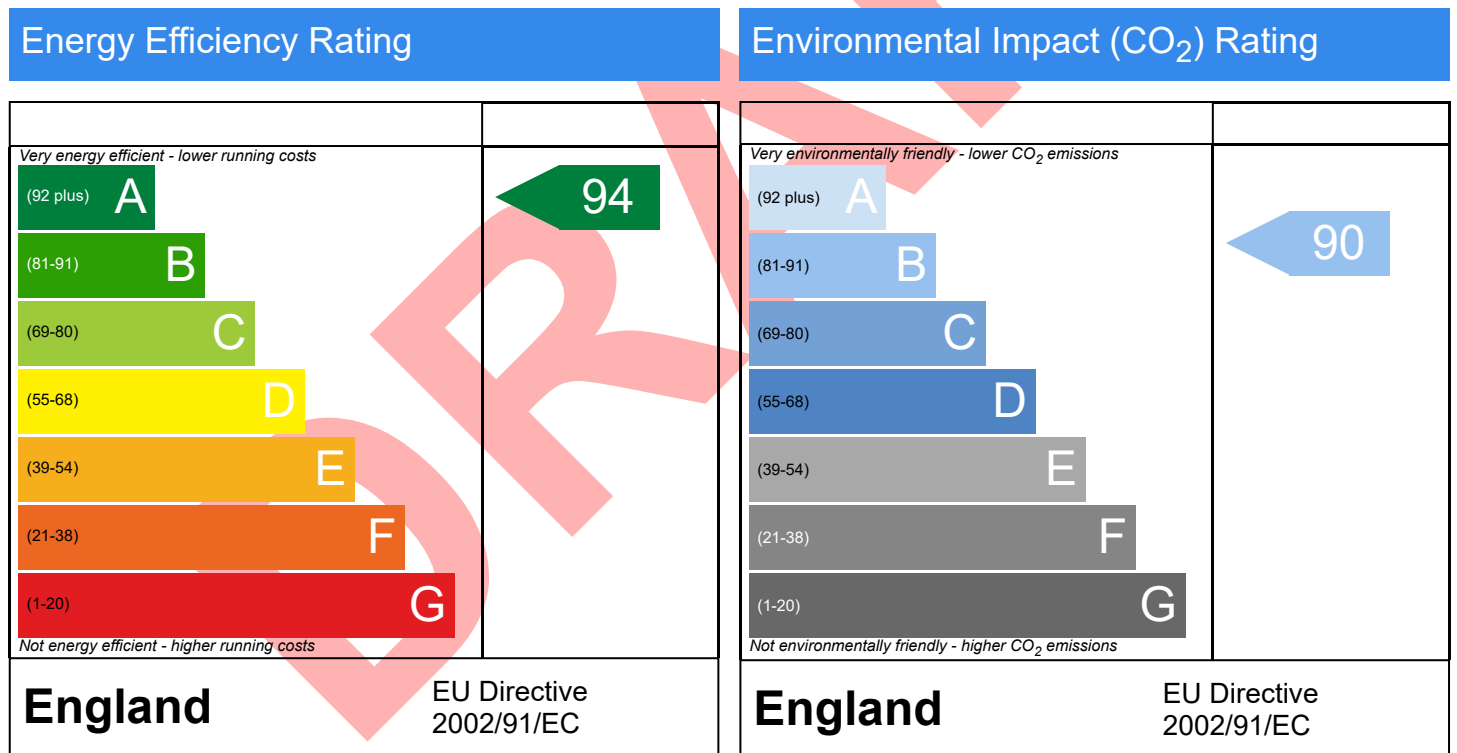 Energy Efficiency Rating
Very energy efficient - lower running costs
(92 plus) A
94
(81-91) B
(69-80) C
(55-68) D
(39-54) E
(21-38) F
(1-20) G
Not energy efficient - higher running costs
England
EU Directive
2002/91/EC
Environmental Impact (CO₂) Rating
Very environmentally friendly - lower CO₂ emissions
(92 plus) A
(81-91) B
90
(69-80) C
(55-68) D
(39-54) E
(21-38) F
(1-20) G
Not environmentally friendly - higher CO₂ emissions
England
EU Directive
2002/91/EC